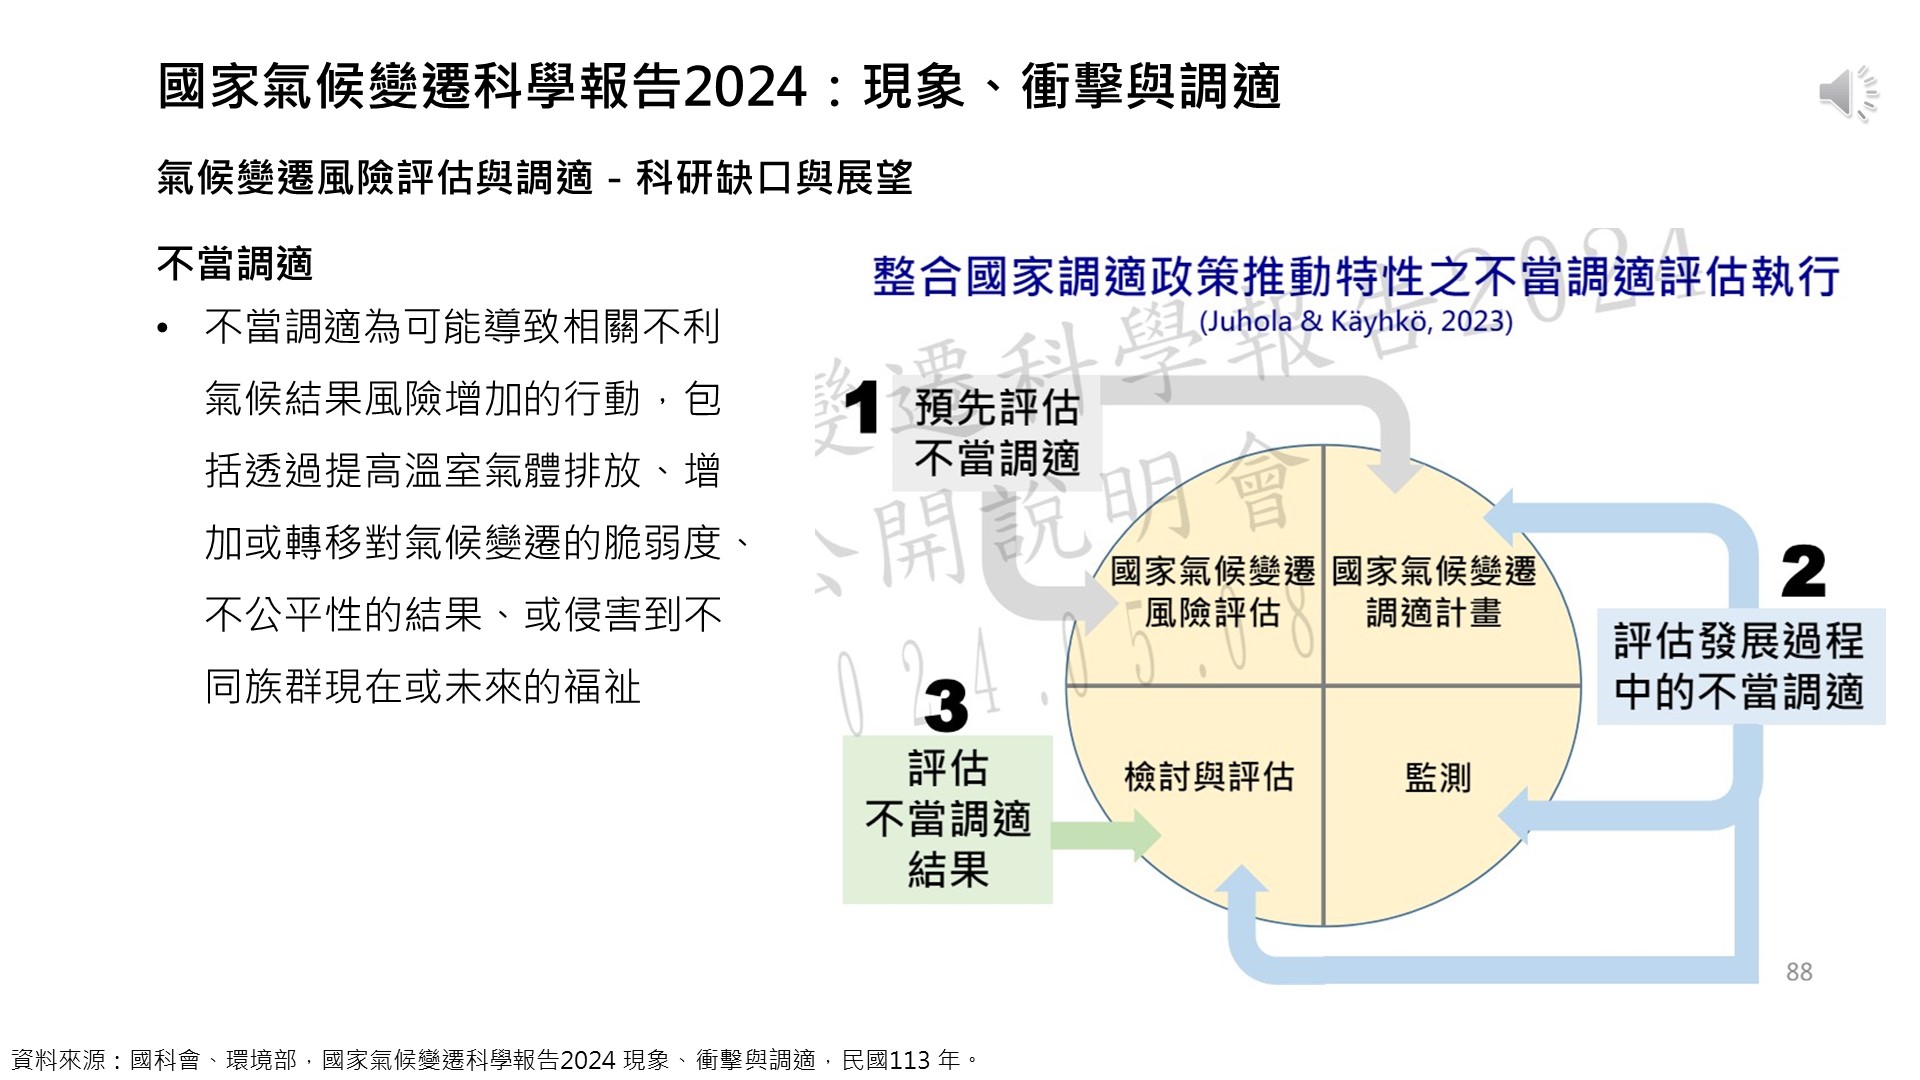 國家氣候變遷科學報告2024：現象、衝擊與調適
氣候變遷風險評估與調適 - 科研缺口與展望
不當調適
• 不當調適為可能導致相關不利
氣候結果風險增加的行動，包
括透過提高溫室氣體排放、增
加或轉移對氣候變遷的脆弱度、
不公平性的結果、或侵害到不
同族群現在或未來的福祉
整合國家調適政策推動特性之不當調適評估執行
(Juhola & Käyhkö, 2023)
變遷科學報告2024
公開說明會
024.05.08
1
預先評估
不當調適
國家氣候變遷
風險評估
國家氣候變遷
調適計畫
2
評估發展過程
中的不當調適
3
評估
不當調適
結果
檢討與評估
監測
88
資料來源：國科會、環境部，國家氣候變遷科學報告2024 現象、衝擊與調適，民國113 年。